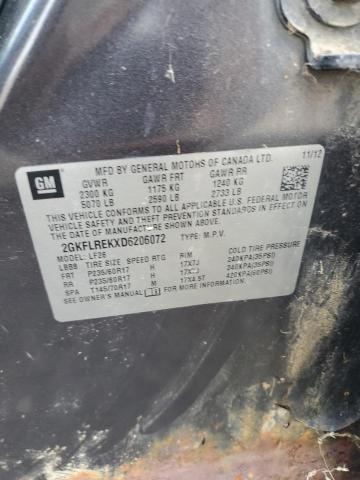 GM
MFD BY GENERAL MOTORS OF CANADA LTD. 11/12
GVWR GAWR FRT GAWR RR
2300 KG 1175 KG 1240 KG
5070 LB 2590 LB 2733 LB
THIS VEHICLE CONFORMS TO ALL APPLICABLE U.S. FEDERAL MOTOR
VEHICLE SAFETY AND THEFT PREVENTION STANDARDS IN EFFECT ON
THE DATE OF MANUFACTURE SHOWN ABOVE.
2GKFLREKXD6206072 TYPE: M.P.V.
MODEL: LF26
LBBB TIRE SIZE SPEED RTG RIM COLD TIRE PRESSURE
FRT P235/60R17 H 17X7J 240KPA(35PSI)
RR P235/60R17 H 17X7J 240KPA(35PSI)
SPA T145/70R17 M 17X4.5T 420KPA(60PSI)
SEE OWNER'S MANUAL FOR MORE INFORMATION.